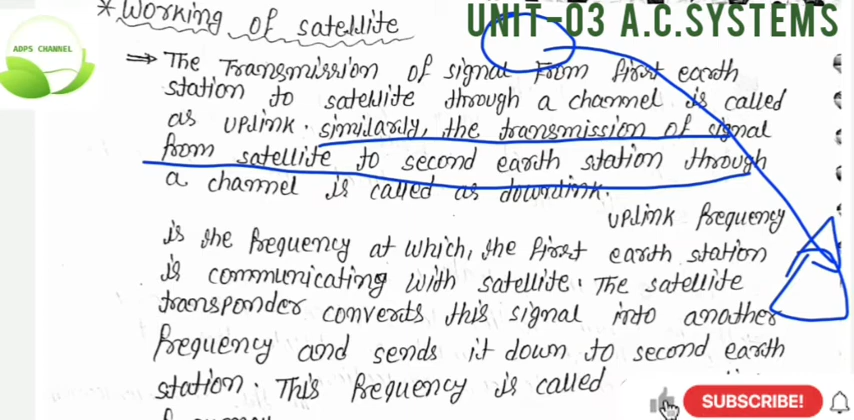 UNIT-03 A.C.SYSTEMS
ADPS CHANNEL
*Working of satellite
⇒ The Transmission of signal from first earth
station to satellite through a channel is called
as uplink. similarly, the transmission of signal
from satellite to second earth station through
a channel is called as downlink.
uplink frequency
is the frequency at which, the first earth station
is communicating with satellite. The satellite
transponder converts this signal into another
frequency and sends it down to second earth
station. This frequency is called
SUBSCRIBE!